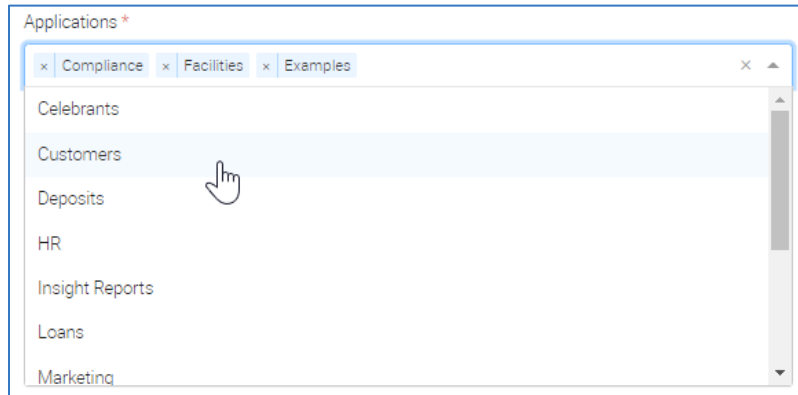 Applications *
× Compliance × Facilities × Examples ×
Celebrants
Customers
Deposits
HR
Insight Reports
Loans
Marketing